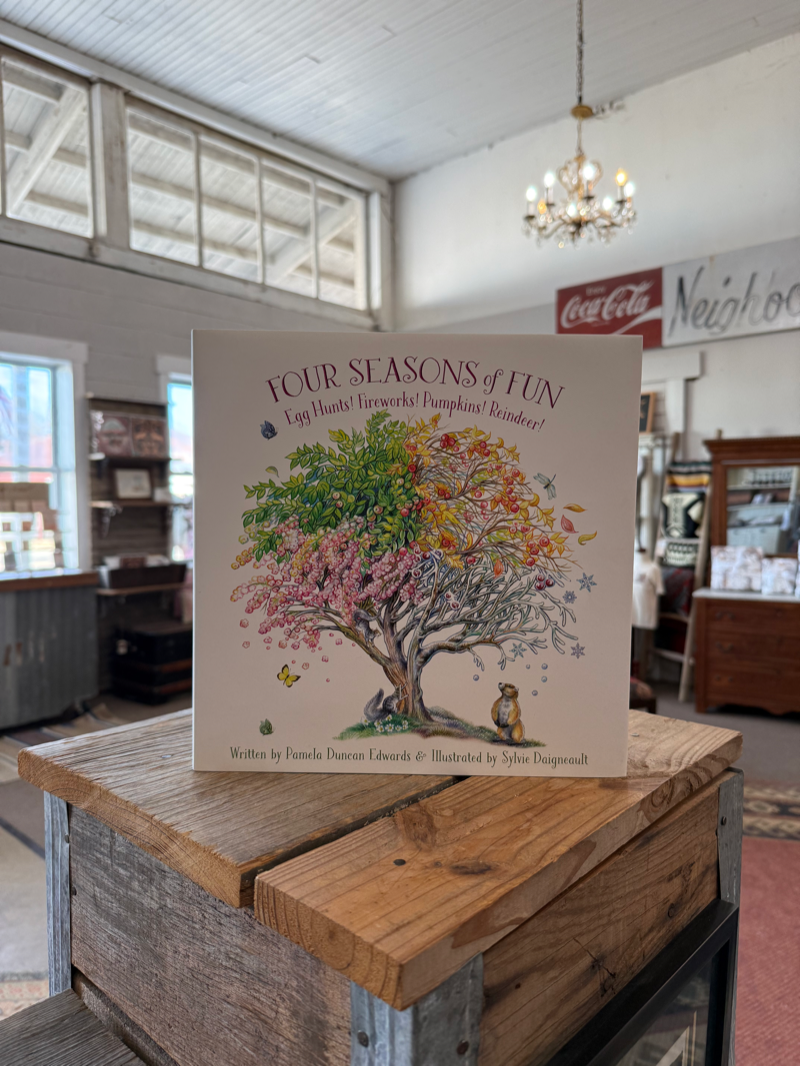 Coca-Cola
FOUR SEASONS of FUN
Egg Hunts! Fireworks! Pumpkins! Reindeer!
Written by Pamela Duncan Edwards & Illustrated by Sylvie Daigneault